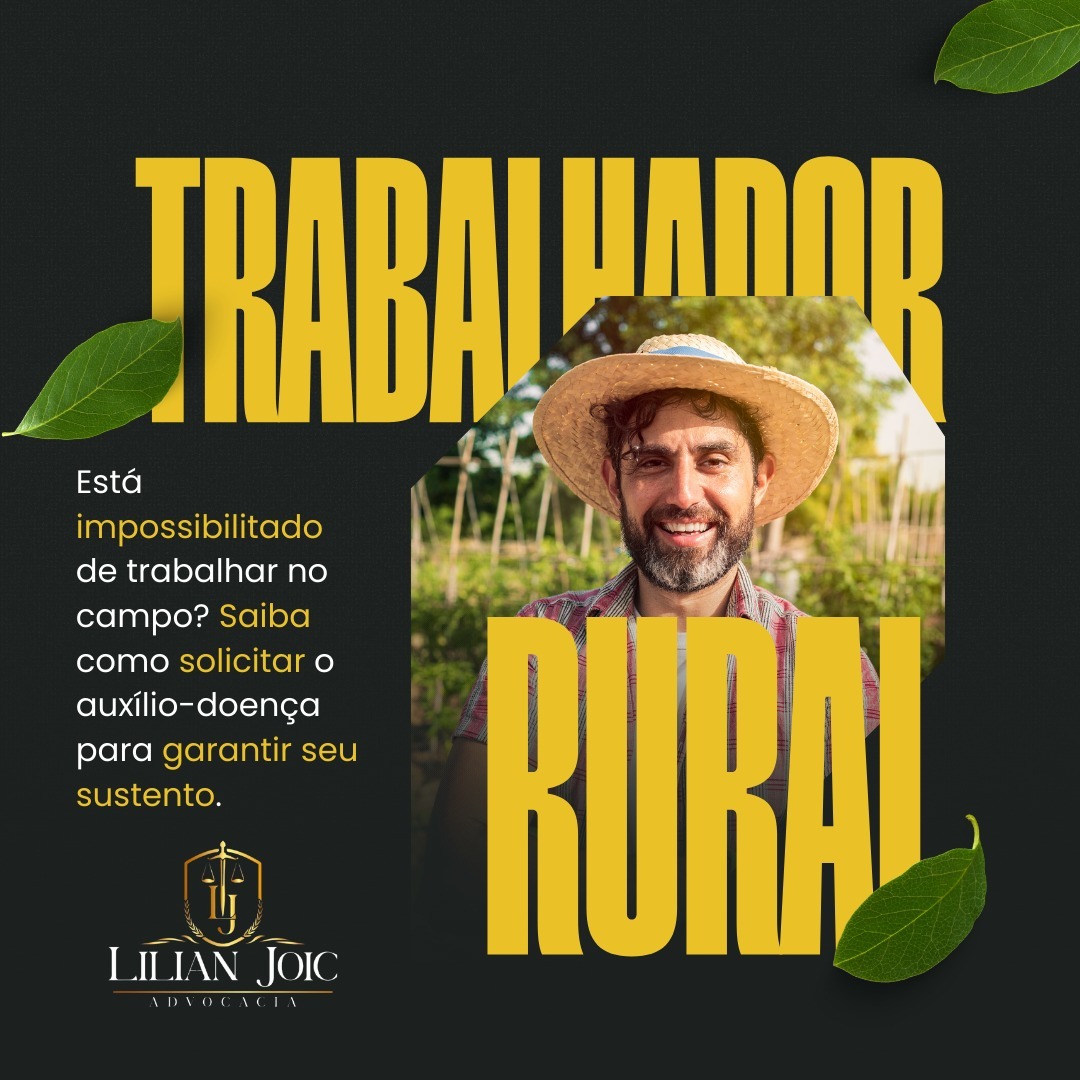 TRABALHADOR
Está
impossibilitado
de trabalhar no
campo? Saiba
como solicitar o
auxílio-doença
para garantir seu
sustento.
RURAL
LJ
LILIAN JOIC
ADVOCACIA